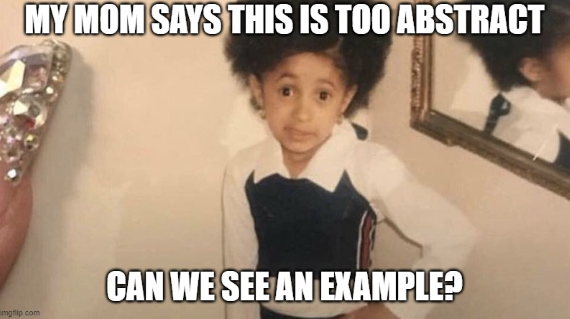 MY MOM SAYS THIS IS TOO ABSTRACT
CAN WE SEE AN EXAMPLE?
imgflip.com